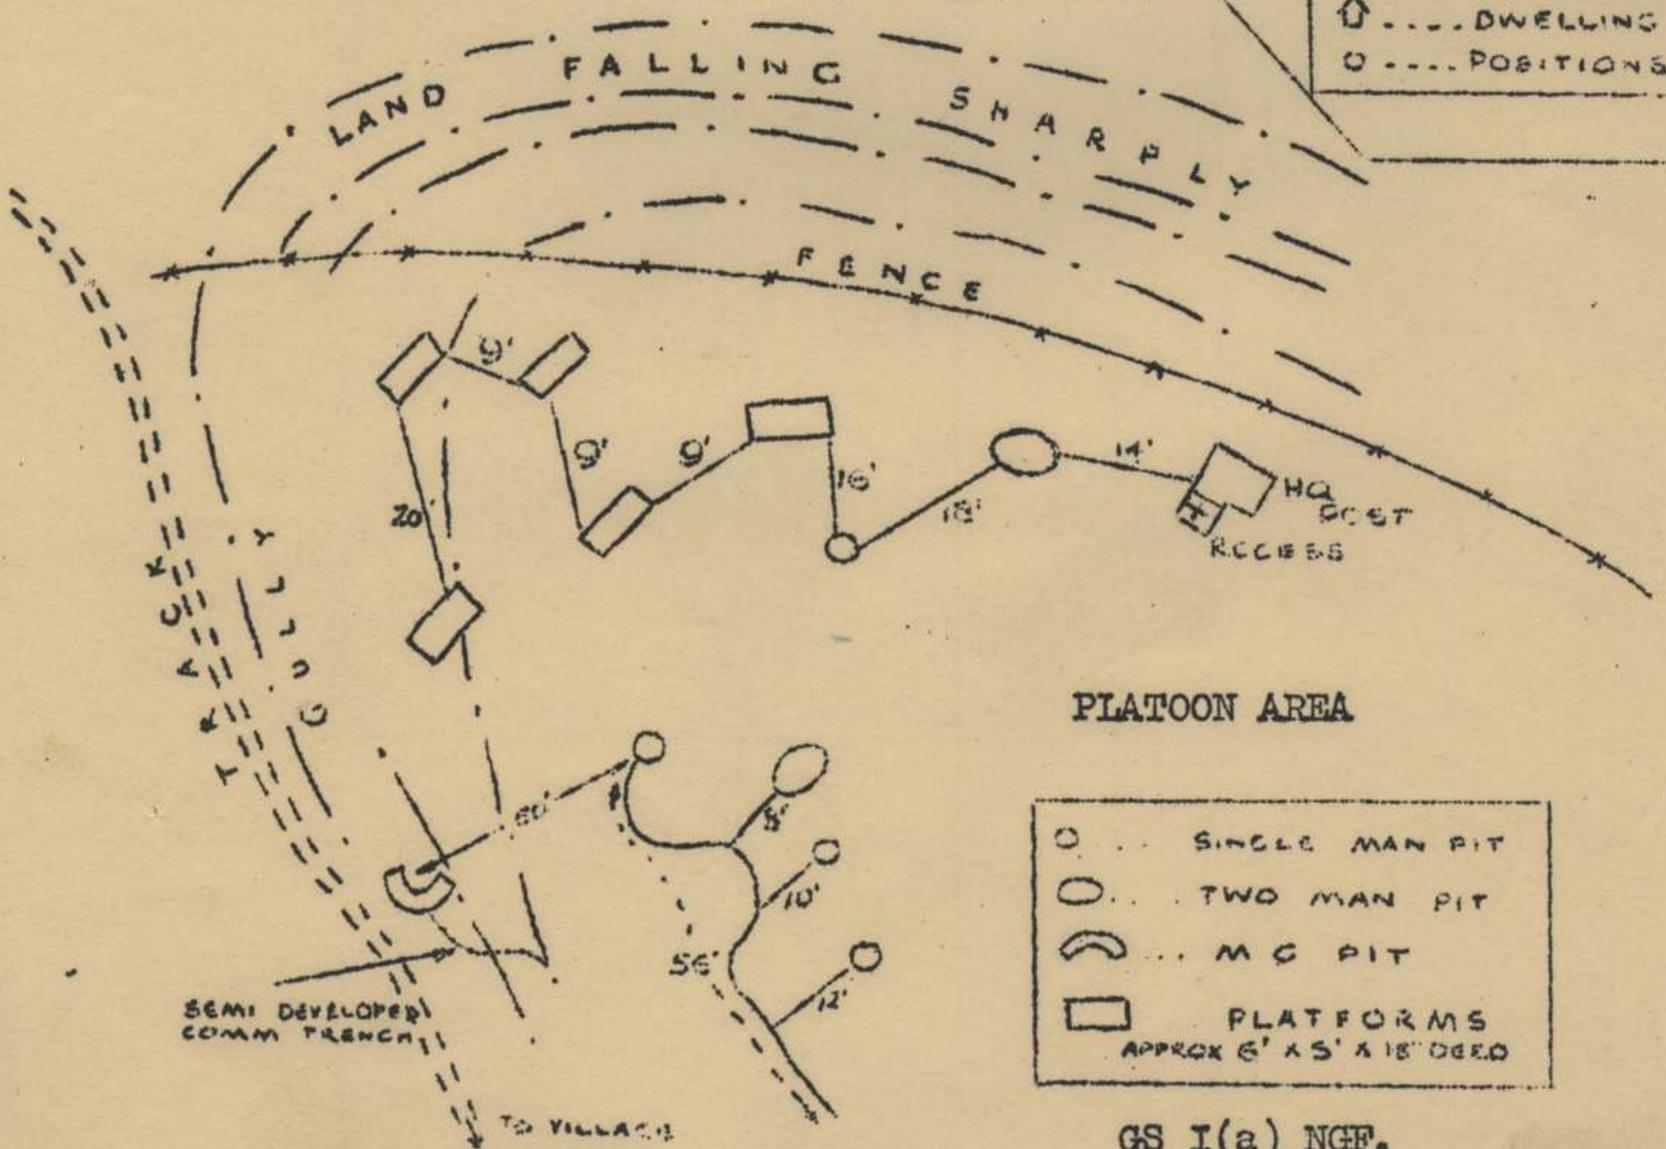 ⇧ .... DWELLING
O .... POSITIONS
LAND FALLING SHARPLY
FENCE
9'
9'
9'
16'
18'
14'
20'
HQ
POST
RECESS
TRACK
GULLY
PLATOON AREA
60'
8'
10'
12'
56'
SEMI DEVELOPED
COMM TRENCH
TO VILLAGE
O ... SINGLE MAN PIT
O... TWO MAN PIT
... M G PIT
PLATFORMS
APPROX 6' X 5' X 18" DEEP
GS I(a) NGF.